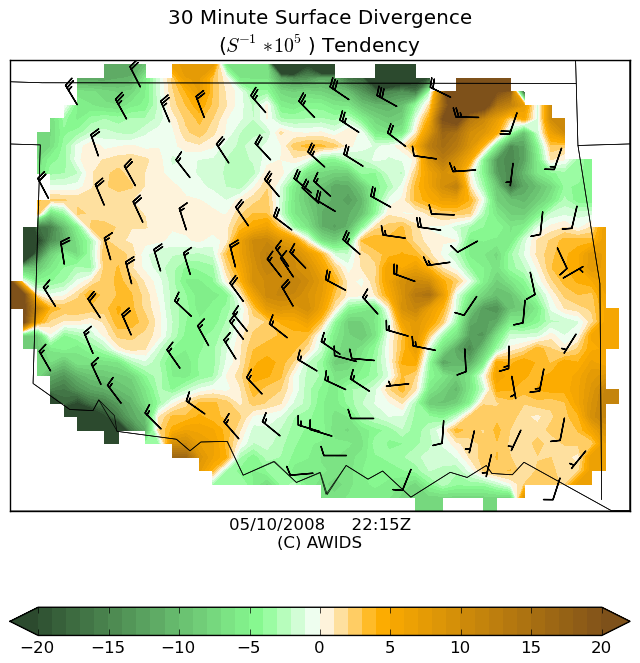 30 Minute Surface Divergence
(S⁻¹ ∗ 10⁵ ) Tendency
05/10/2008 22:15Z
(C) AWIDS
−20 −15 −10 −5 0 5 10 15 20